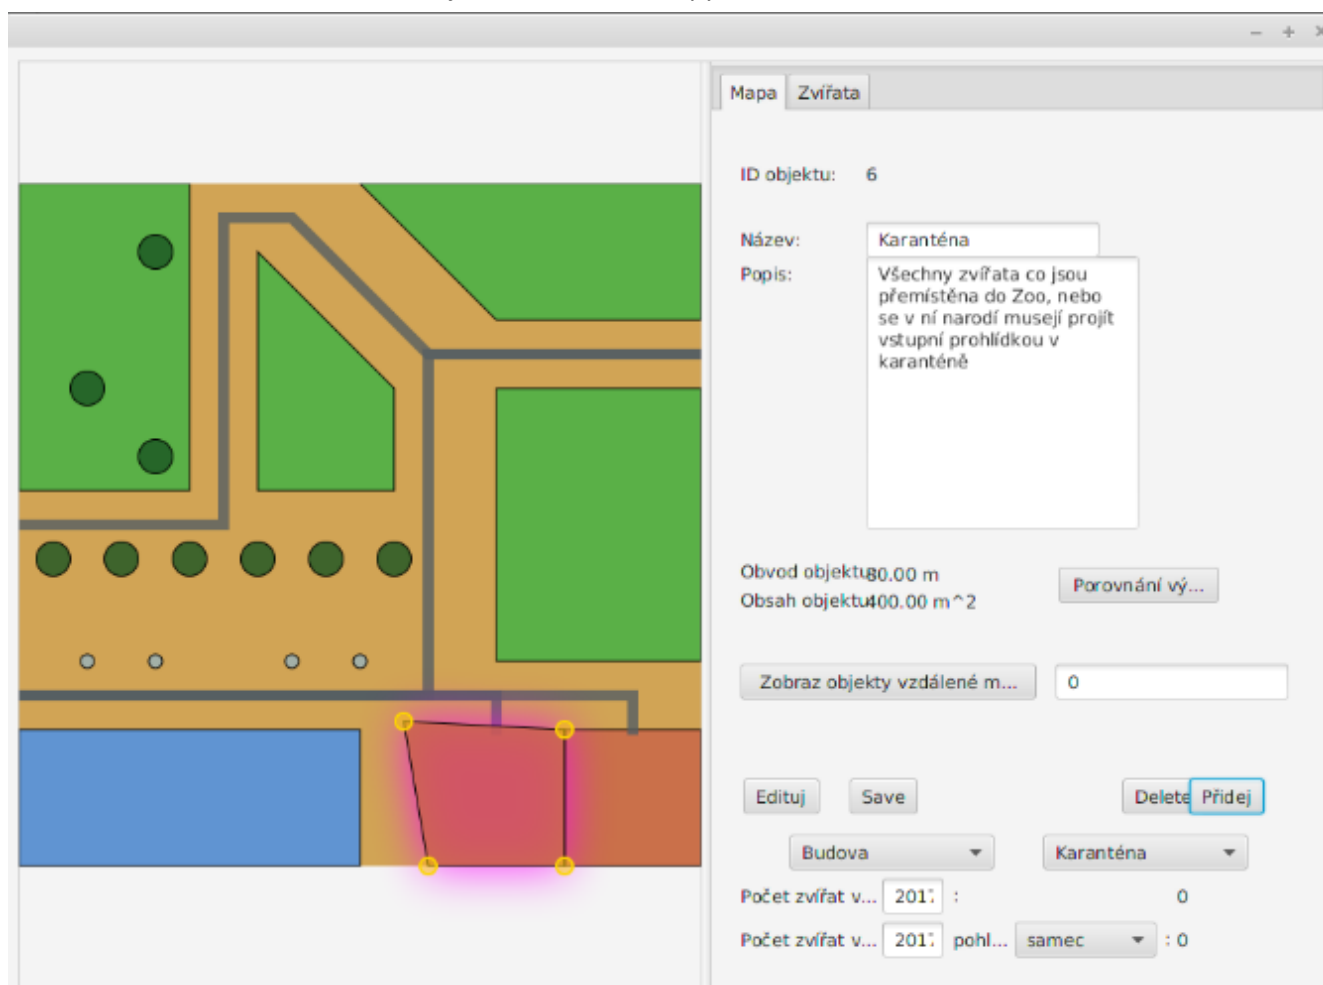 Mapa Zvířata
ID objektu: 6
Název: Karanténa
Popis: Všechny zvířata co jsou
přemístěna do Zoo, nebo
se v ní narodí musejí projít
vstupní prohlídkou v
karanténě
Obvod objektu 80.00 m
Obsah objektu 400.00 m^2
Porovnání vý...
Zobraz objekty vzdálené m... 0
Edituj Save Delete Přidej
Budova Karanténa
Počet zvířat v... 2017 : 0
Počet zvířat v... 2017 pohl... samec : 0